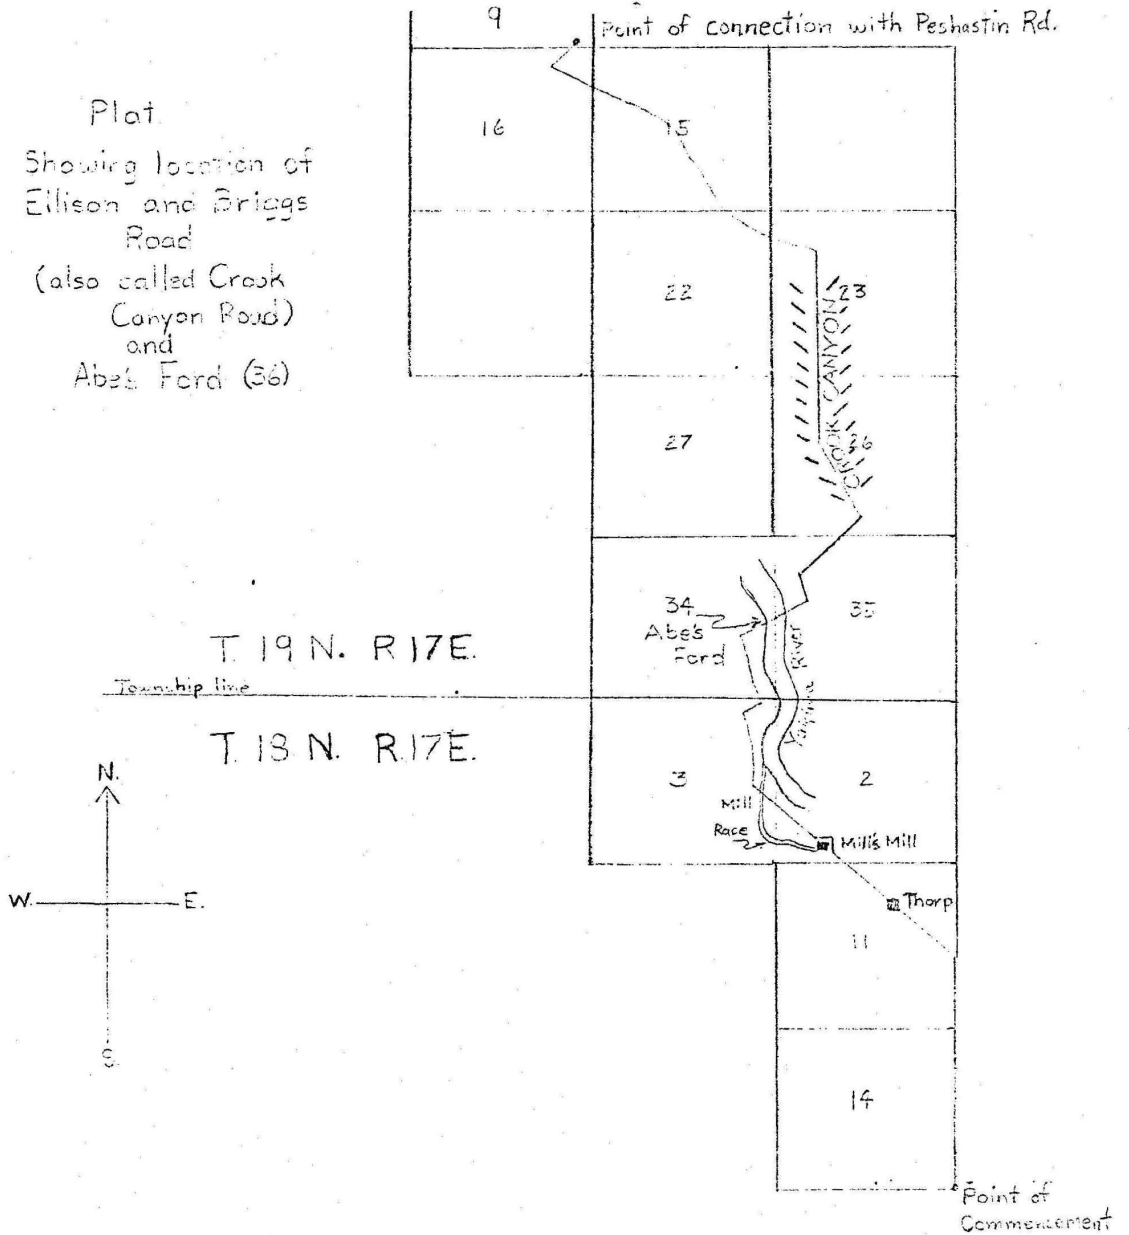 9
Point of connection with Peshastin Rd.
Plat
Showing location of
Ellison and Briggs
Road
(also called Crook
Canyon Road)
and
Abe's Ford (36)
16
15
22
23
CROOK CANYON
27
26
34
35
Abe's
Ford
Yakima River
T. 19 N. R 17 E.
Township line
T. 18 N. R. 17 E.
N.
W.
E.
S.
3
2
Mill
Race
Mill's Mill
Thorp
11
14
Point of
Commencement